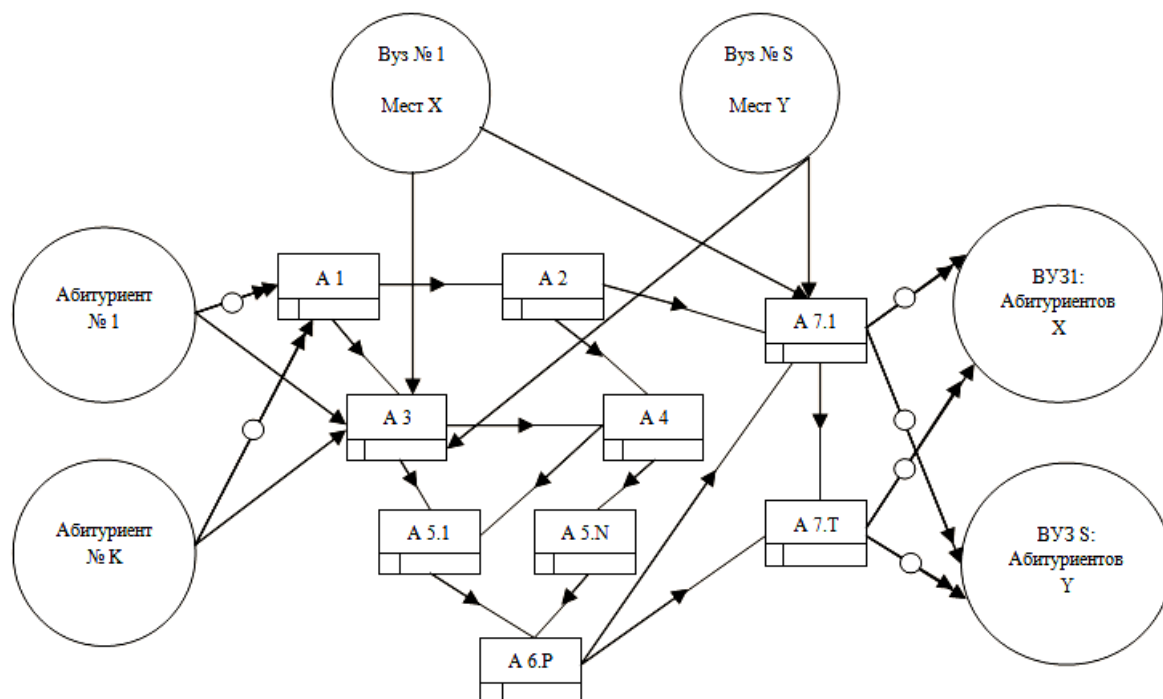 Вуз № 1
Мест X
Вуз № S
Мест Y
Абитуриент
№ 1
А 1
А 2
А 7.1
ВУЗ1:
Абитуриентов
X
А 3
А 4
Абитуриент
№ K
А 5.1
А 5.N
А 7.T
ВУЗ S:
Абитуриентов
Y
А 6.P